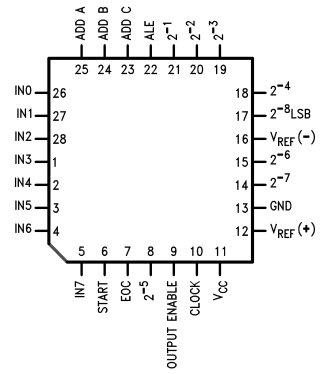 ADD A
ADD B
ADD C
ALE
2⁻¹
2⁻²
2⁻³
25 24 23 22 21 20 19
IN0 26
IN1 27
IN2 28
IN3 1
IN4 2
IN5 3
IN6 4
18 2⁻⁴
17 2⁻⁸LSB
16 VREF(−)
15 2⁻⁶
14 2⁻⁷
13 GND
12 VREF(+)
5 6 7 8 9 10 11
IN7
START
EOC
2⁻⁵
OUTPUT ENABLE
CLOCK
VCC